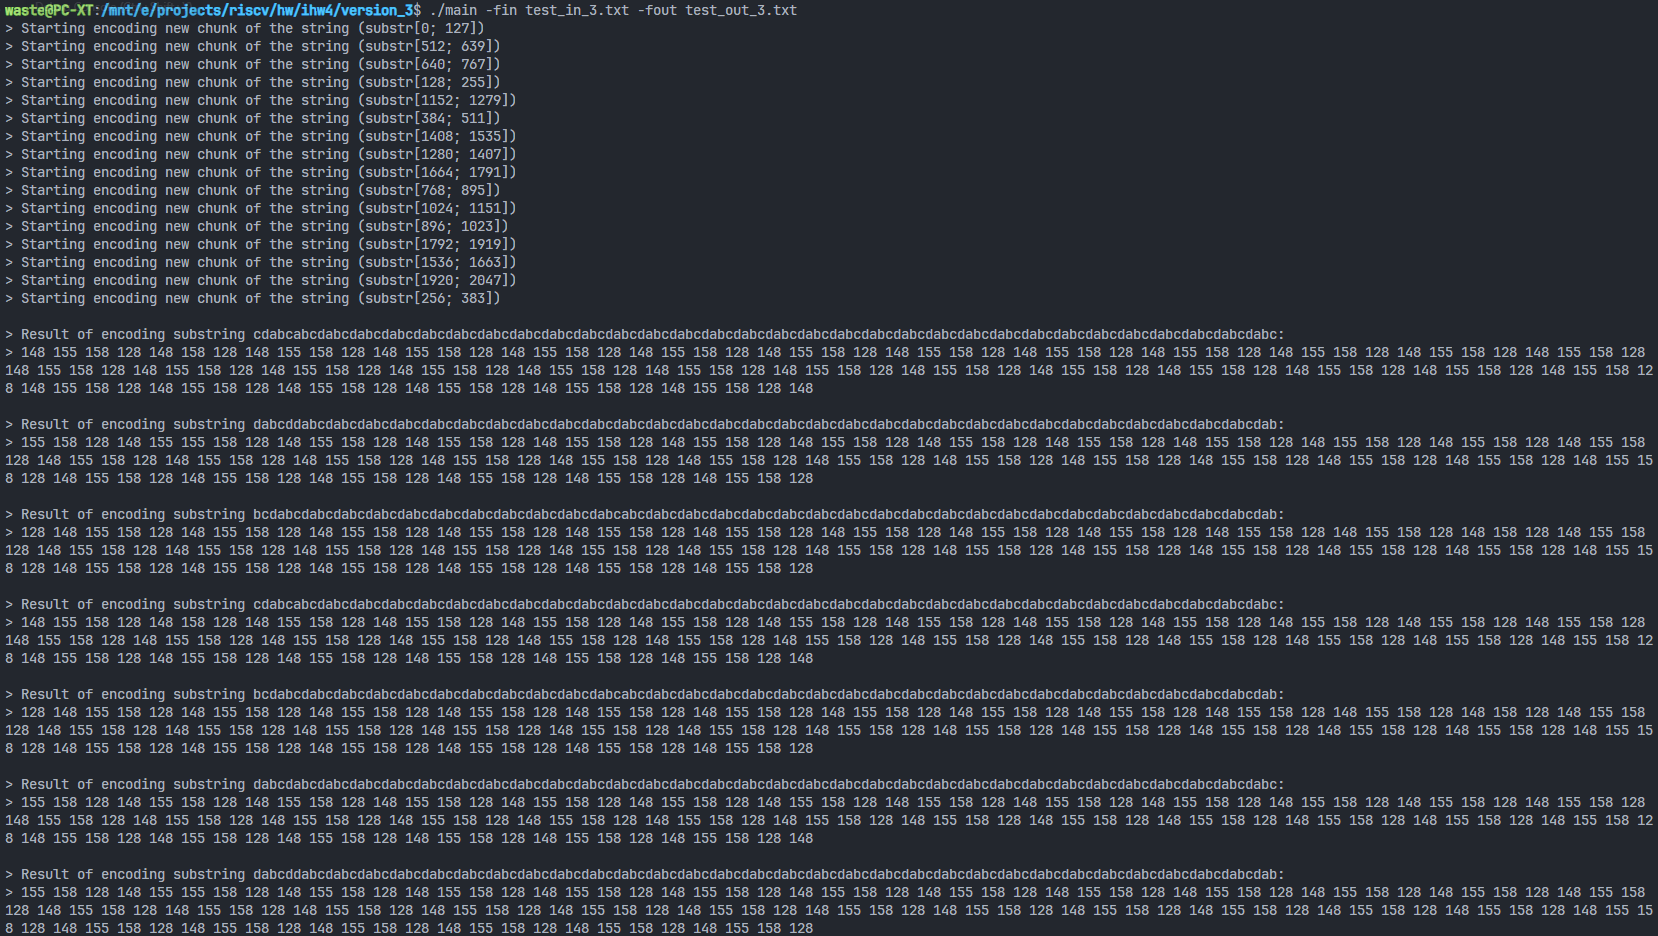 waste@PC-XT:/mnt/e/projects/riscv/hw/ihw4/version_3$ ./main -fin test_in_3.txt -fout test_out_3.txt
> Starting encoding new chunk of the string (substr[0; 127])
> Starting encoding new chunk of the string (substr[512; 639])
> Starting encoding new chunk of the string (substr[640; 767])
> Starting encoding new chunk of the string (substr[128; 255])
> Starting encoding new chunk of the string (substr[1152; 1279])
> Starting encoding new chunk of the string (substr[384; 511])
> Starting encoding new chunk of the string (substr[1408; 1535])
> Starting encoding new chunk of the string (substr[1280; 1407])
> Starting encoding new chunk of the string (substr[1664; 1791])
> Starting encoding new chunk of the string (substr[768; 895])
> Starting encoding new chunk of the string (substr[1024; 1151])
> Starting encoding new chunk of the string (substr[896; 1023])
> Starting encoding new chunk of the string (substr[1792; 1919])
> Starting encoding new chunk of the string (substr[1536; 1663])
> Starting encoding new chunk of the string (substr[1920; 2047])
> Starting encoding new chunk of the string (substr[256; 383])
> Result of encoding substring cdabcabcdabcdabcdabcdabcdabcdabcdabcdabcdabcdabcdabcdabcdabcdabcdabcdabcdabcdabcdabcdabcdabcdabcdabcdabcdabcdabcdabcdabcdabcdabc:
> 148 155 158 128 148 158 128 148 155 158 128 148 155 158 128 148 155 158 128 148 155 158 128 148 155 158 128 148 155 158 128 148 155 158 128 148 155 158 128 148 155 158 128 148 155 158 128 148 155 158 128
148 155 158 128 148 155 158 128 148 155 158 128 148 155 158 128 148 155 158 128 148 155 158 128 148 155 158 128 148 155 158 128 148 155 158 128 148 155 158 128 148 155 158 128 148 155 158 128 148 155 158 12
8 148 155 158 128 148 155 158 128 148 155 158 128 148 155 158 128 148 155 158 128 148 155 158 128 148
> Result of encoding substring dabcddabcdabcdabcdabcdabcdabcdabcdabcdabcdabcdabcdabcdabcdabcdabcdabcdabcdabcdabcdabcdabcdabcdabcdabcdabcdabcdabcdabcdabcdabcdab:
> 155 158 128 148 155 155 158 128 148 155 158 128 148 155 158 128 148 155 158 128 148 155 158 128 148 155 158 128 148 155 158 128 148 155 158 128 148 155 158 128 148 155 158 128 148 155 158 128 148 155 158
128 148 155 158 128 148 155 158 128 148 155 158 128 148 155 158 128 148 155 158 128 148 155 158 128 148 155 158 128 148 155 158 128 148 155 158 128 148 155 158 128 148 155 158 128 148 155 158 128 148 155 15
8 128 148 155 158 128 148 155 158 128 148 155 158 128 148 155 158 128 148 155 158 128 148 155 158 128
> Result of encoding substring bcdabcdabcdabcdabcdabcdabcdabcdabcdabcdabcdabcabcdabcdabcdabcdabcdabcdabcdabcdabcdabcdabcdabcdabcdabcdabcdabcdabcdabcdabcdabcdab:
> 128 148 155 158 128 148 155 158 128 148 155 158 128 148 155 158 128 148 155 158 128 148 155 158 128 148 155 158 128 148 155 158 128 148 155 158 128 148 155 158 128 148 155 158 128 148 158 128 148 155 158
128 148 155 158 128 148 155 158 128 148 155 158 128 148 155 158 128 148 155 158 128 148 155 158 128 148 155 158 128 148 155 158 128 148 155 158 128 148 155 158 128 148 155 158 128 148 155 158 128 148 155 15
8 128 148 155 158 128 148 155 158 128 148 155 158 128 148 155 158 128 148 155 158 128 148 155 158 128
> Result of encoding substring cdabcabcdabcdabcdabcdabcdabcdabcdabcdabcdabcdabcdabcdabcdabcdabcdabcdabcdabcdabcdabcdabcdabcdabcdabcdabcdabcdabcdabcdabcdabcdabc:
> 148 155 158 128 148 158 128 148 155 158 128 148 155 158 128 148 155 158 128 148 155 158 128 148 155 158 128 148 155 158 128 148 155 158 128 148 155 158 128 148 155 158 128 148 155 158 128 148 155 158 128
148 155 158 128 148 155 158 128 148 155 158 128 148 155 158 128 148 155 158 128 148 155 158 128 148 155 158 128 148 155 158 128 148 155 158 128 148 155 158 128 148 155 158 128 148 155 158 128 148 155 158 12
8 148 155 158 128 148 155 158 128 148 155 158 128 148 155 158 128 148 155 158 128 148 155 158 128 148
> Result of encoding substring bcdabcdabcdabcdabcdabcdabcdabcdabcdabcdabcdabcabcdabcdabcdabcdabcdabcdabcdabcdabcdabcdabcdabcdabcdabcdabcdabcdabcdabcdabcdabcdab:
> 128 148 155 158 128 148 155 158 128 148 155 158 128 148 155 158 128 148 155 158 128 148 155 158 128 148 155 158 128 148 155 158 128 148 155 158 128 148 155 158 128 148 155 158 128 148 158 128 148 155 158
128 148 155 158 128 148 155 158 128 148 155 158 128 148 155 158 128 148 155 158 128 148 155 158 128 148 155 158 128 148 155 158 128 148 155 158 128 148 155 158 128 148 155 158 128 148 155 158 128 148 155 15
8 128 148 155 158 128 148 155 158 128 148 155 158 128 148 155 158 128 148 155 158 128 148 155 158 128
> Result of encoding substring dabcdabcdabcdabcdabcdabcdabcdabcdabcdabcdabcdabcdabcdabcdabcdabcdabcdabcdabcdabcdabcdabcdabcdabcdabcdabcdabcdabcdabcdabcdabcdabc:
> 155 158 128 148 155 158 128 148 155 158 128 148 155 158 128 148 155 158 128 148 155 158 128 148 155 158 128 148 155 158 128 148 155 158 128 148 155 158 128 148 155 158 128 148 155 158 128 148 155 158 128
148 155 158 128 148 155 158 128 148 155 158 128 148 155 158 128 148 155 158 128 148 155 158 128 148 155 158 128 148 155 158 128 148 155 158 128 148 155 158 128 148 155 158 128 148 155 158 128 148 155 158 12
8 148 155 158 128 148 155 158 128 148 155 158 128 148 155 158 128 148 155 158 128 148 155 158 128 148
> Result of encoding substring dabcddabcdabcdabcdabcdabcdabcdabcdabcdabcdabcdabcdabcdabcdabcdabcdabcdabcdabcdabcdabcdabcdabcdabcdabcdabcdabcdabcdabcdabcdabcdab:
> 155 158 128 148 155 155 158 128 148 155 158 128 148 155 158 128 148 155 158 128 148 155 158 128 148 155 158 128 148 155 158 128 148 155 158 128 148 155 158 128 148 155 158 128 148 155 158 128 148 155 158
128 148 155 158 128 148 155 158 128 148 155 158 128 148 155 158 128 148 155 158 128 148 155 158 128 148 155 158 128 148 155 158 128 148 155 158 128 148 155 158 128 148 155 158 128 148 155 158 128 148 155 15
8 128 148 155 158 128 148 155 158 128 148 155 158 128 148 155 158 128 148 155 158 128 148 155 158 128